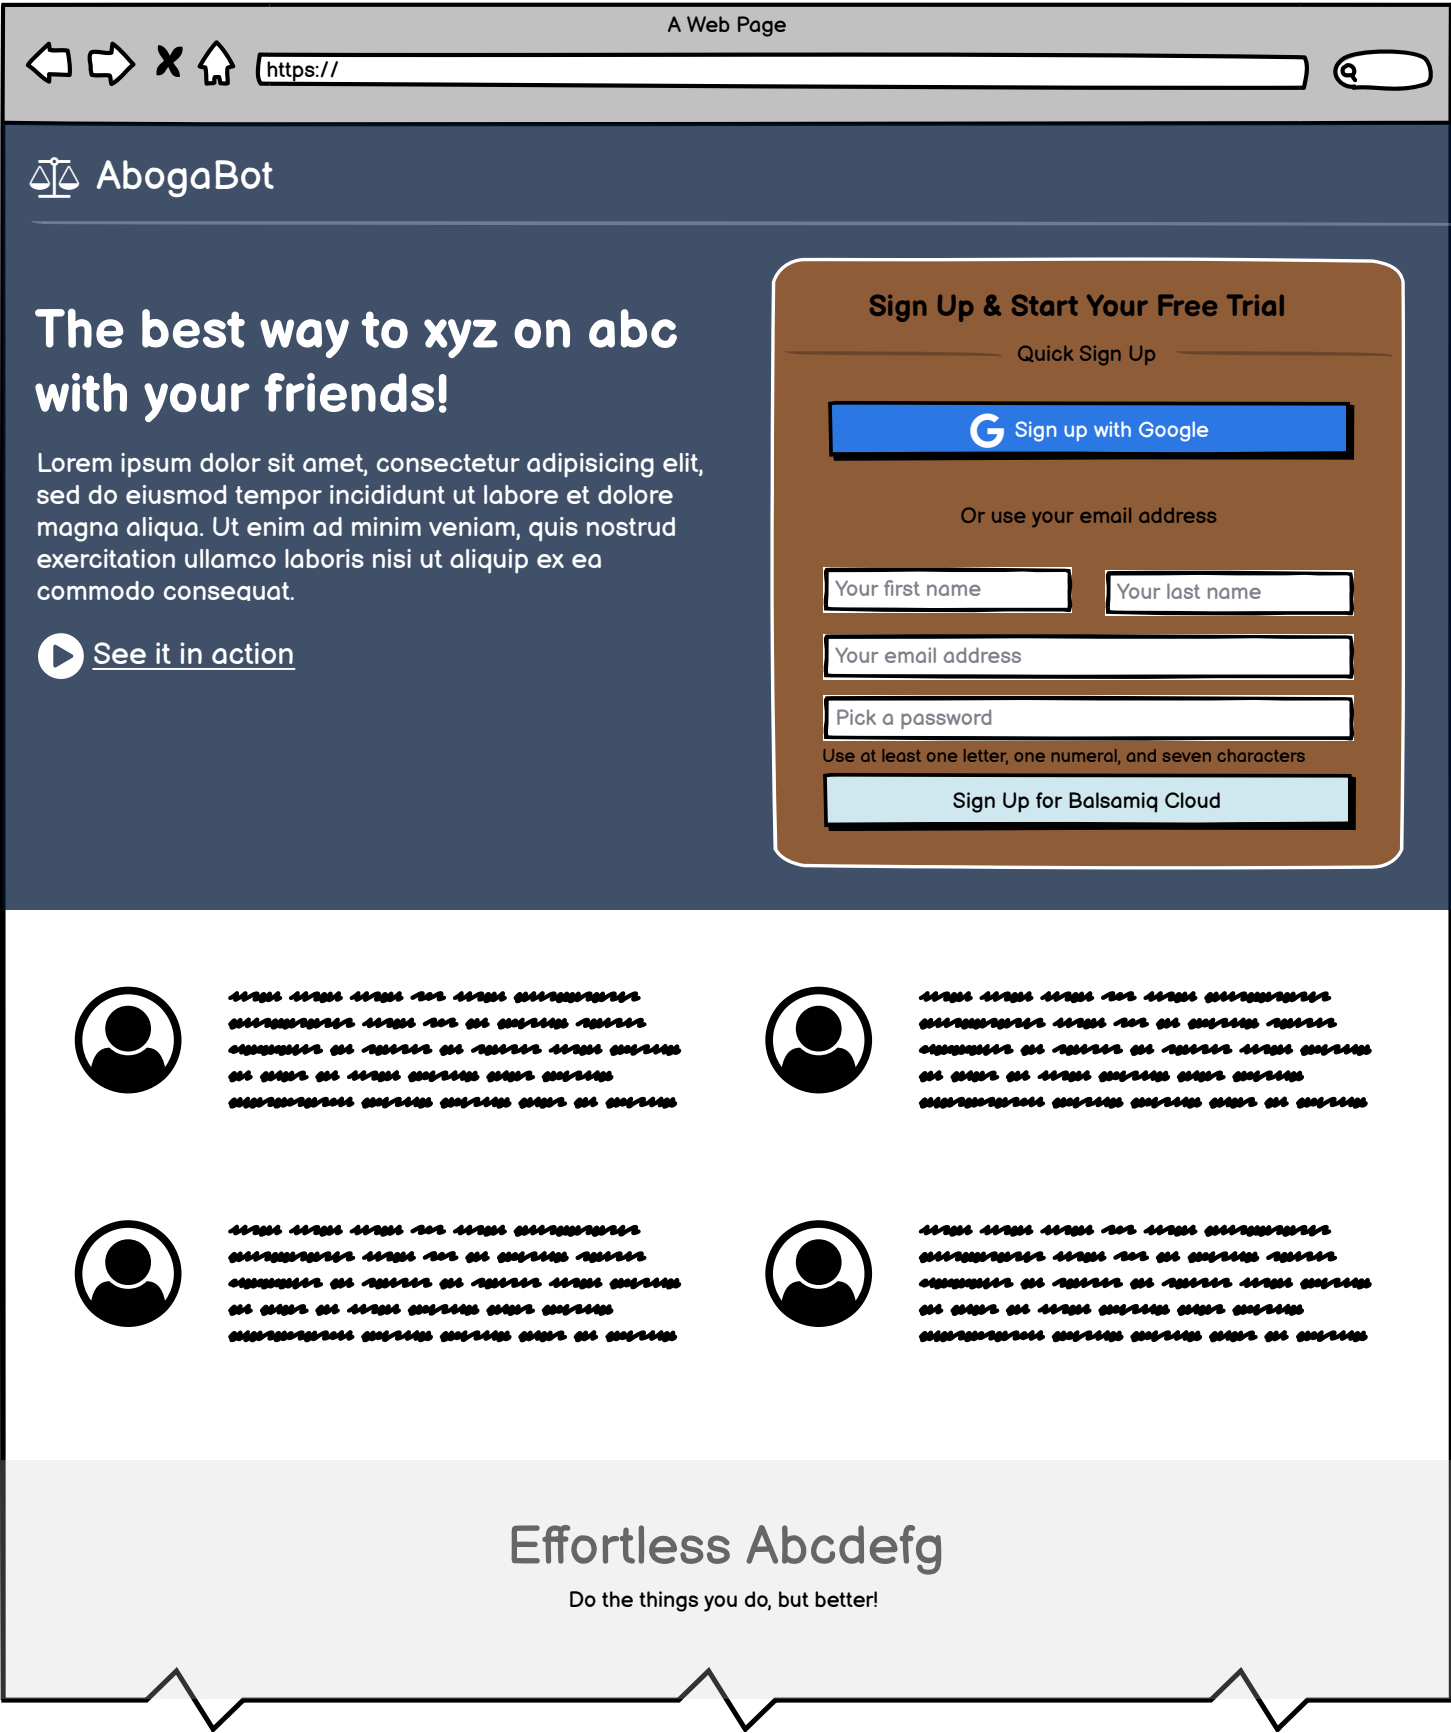 A Web Page
https://
AbogaBot
The best way to xyz on abc
with your friends!
Lorem ipsum dolor sit amet, consectetur adipisicing elit,
sed do eiusmod tempor incididunt ut labore et dolore
magna aliqua. Ut enim ad minim veniam, quis nostrud
exercitation ullamco laboris nisi ut aliquip ex ea
commodo consequat.
See it in action
Sign Up & Start Your Free Trial
Quick Sign Up
Sign up with Google
Or use your email address
Your first name
Your last name
Your email address
Pick a password
Use at least one letter, one numeral, and seven characters
Sign Up for Balsamiq Cloud
Effortless Abcdefg
Do the things you do, but better!